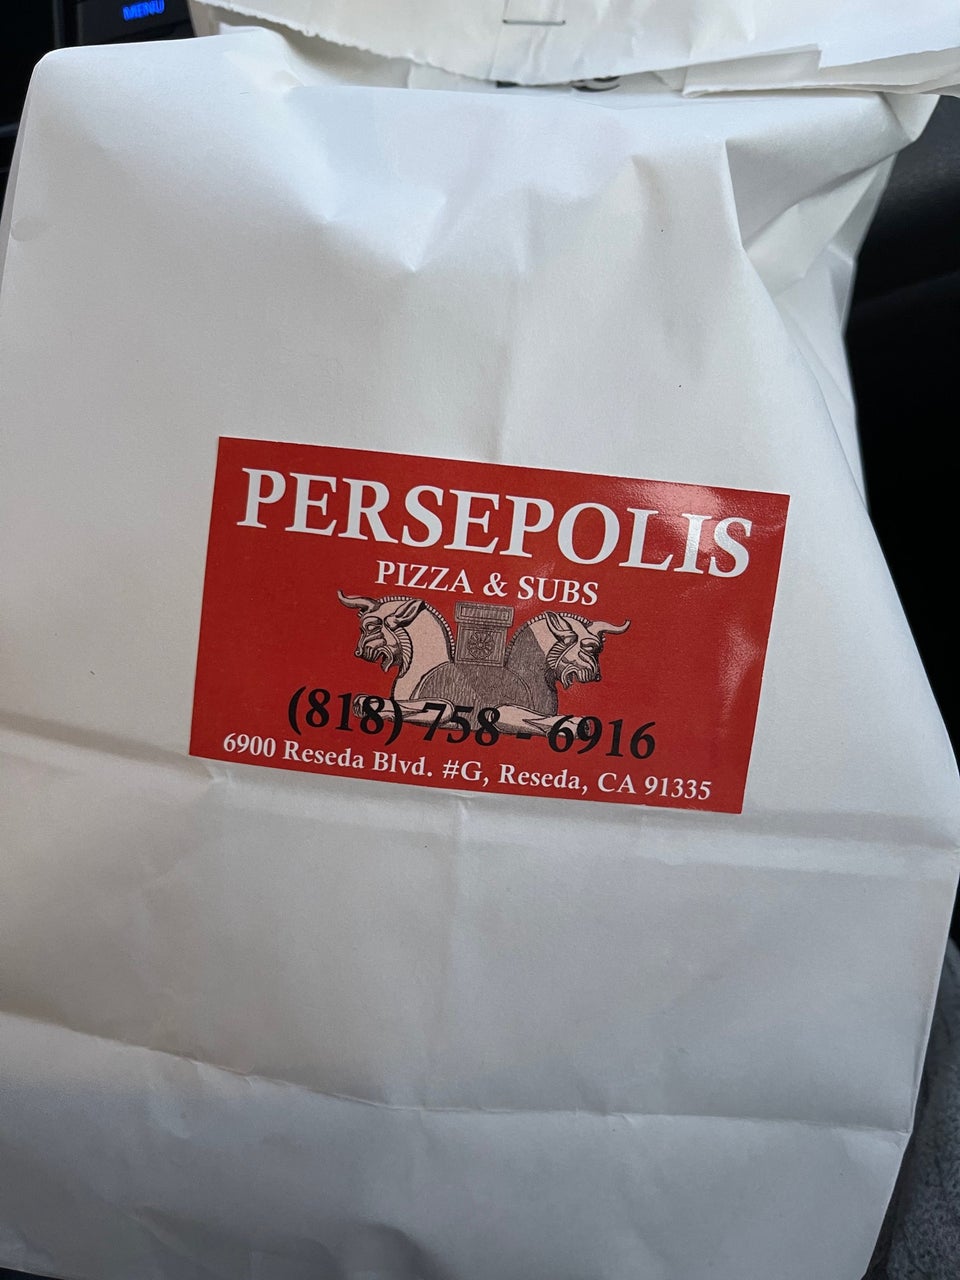 MENU
PERSEPOLIS
PIZZA & SUBS
(818) 758 - 6916
6900 Reseda Blvd. #G, Reseda, CA 91335